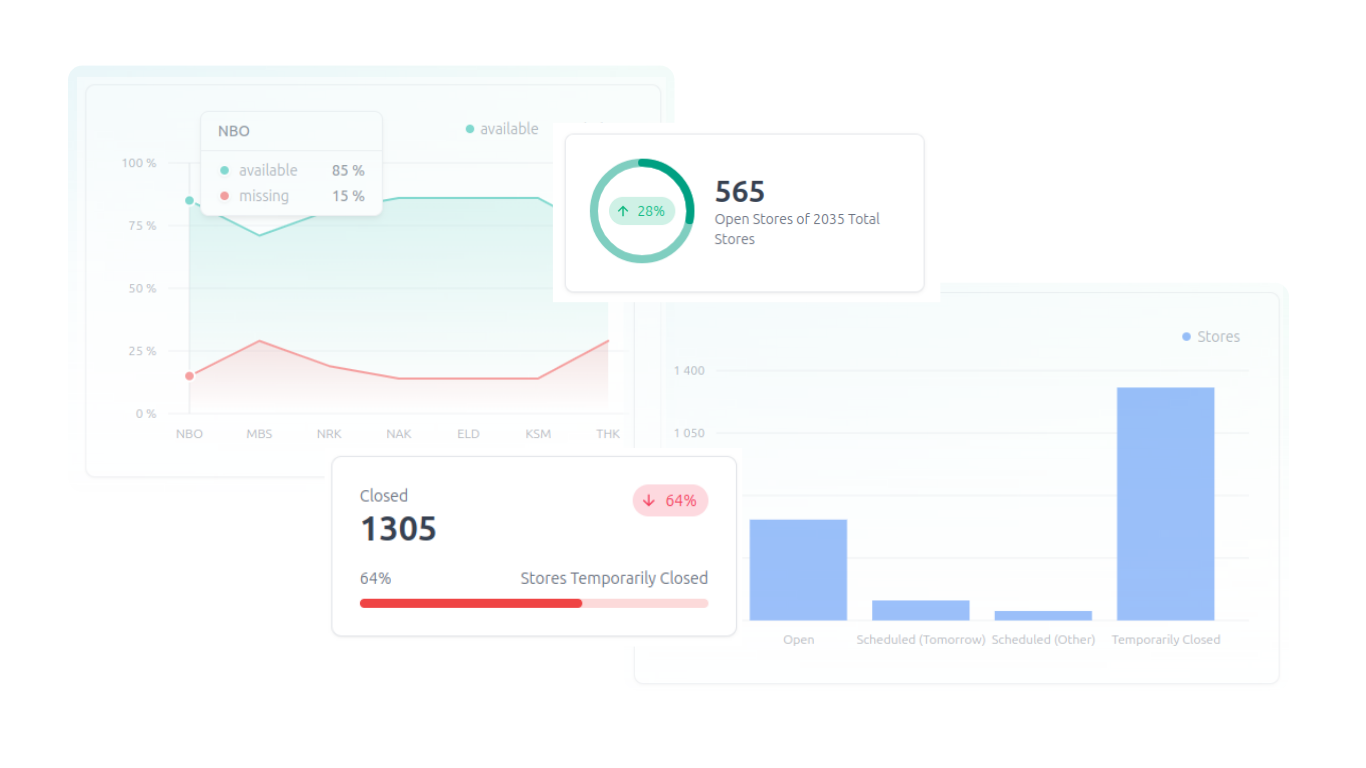 NBO
available 85 %
missing 15 %
available
100 %
75 %
50 %
25 %
0 %
NBO MBS NRK NAK ELD KSM THK
28%
565
Open Stores of 2035 Total
Stores
Closed
1305
64%
64% Stores Temporarily Closed
Stores
1 400
1 050
Open Scheduled (Tomorrow) Scheduled (Other) Temporarily Closed